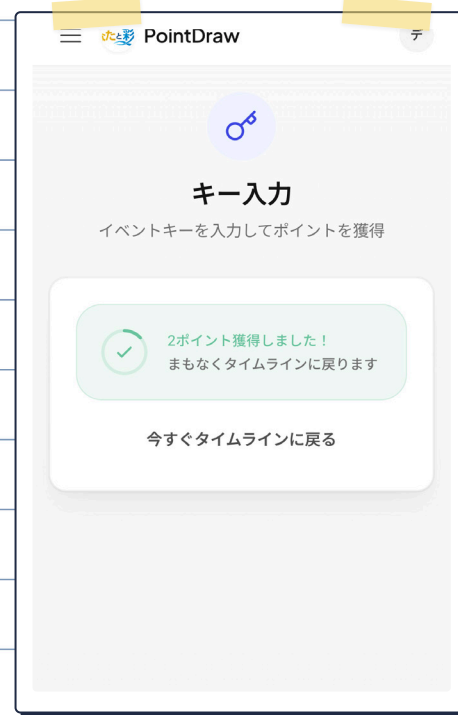 PointDraw
デ
キー入力
イベントキーを入力してポイントを獲得
2ポイント獲得しました！
まもなくタイムラインに戻ります
今すぐタイムラインに戻る